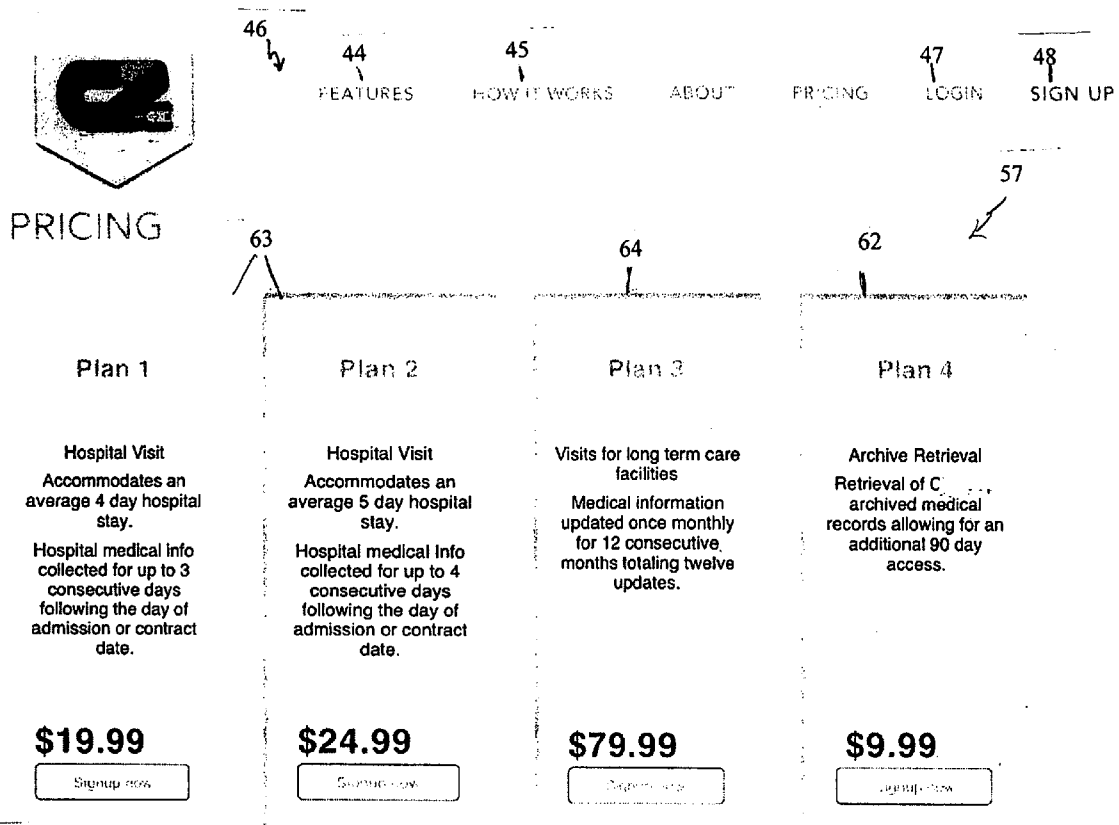 46
44
45
47
48
FEATURES HOW IT WORKS ABOUT PRICING LOGIN SIGN UP
57
PRICING
63
64
62
Plan 1
Hospital Visit
Accommodates an
average 4 day hospital
stay.
Hospital medical info
collected for up to 3
consecutive days
following the day of
admission or contract
date.
$19.99
Signup now
Plan 2
Hospital Visit
Accommodates an
average 5 day hospital
stay.
Hospital medical Info
collected for up to 4
consecutive days
following the day of
admission or contract
date.
$24.99
Signup now
Plan 3
Visits for long term care
facilities
Medical information
updated once monthly
for 12 consecutive
months totaling twelve
updates.
$79.99
Signup now
Plan 4
Archive Retrieval
Retrieval of C
archived medical
records allowing for an
additional 90 day
access.
$9.99
Signup now